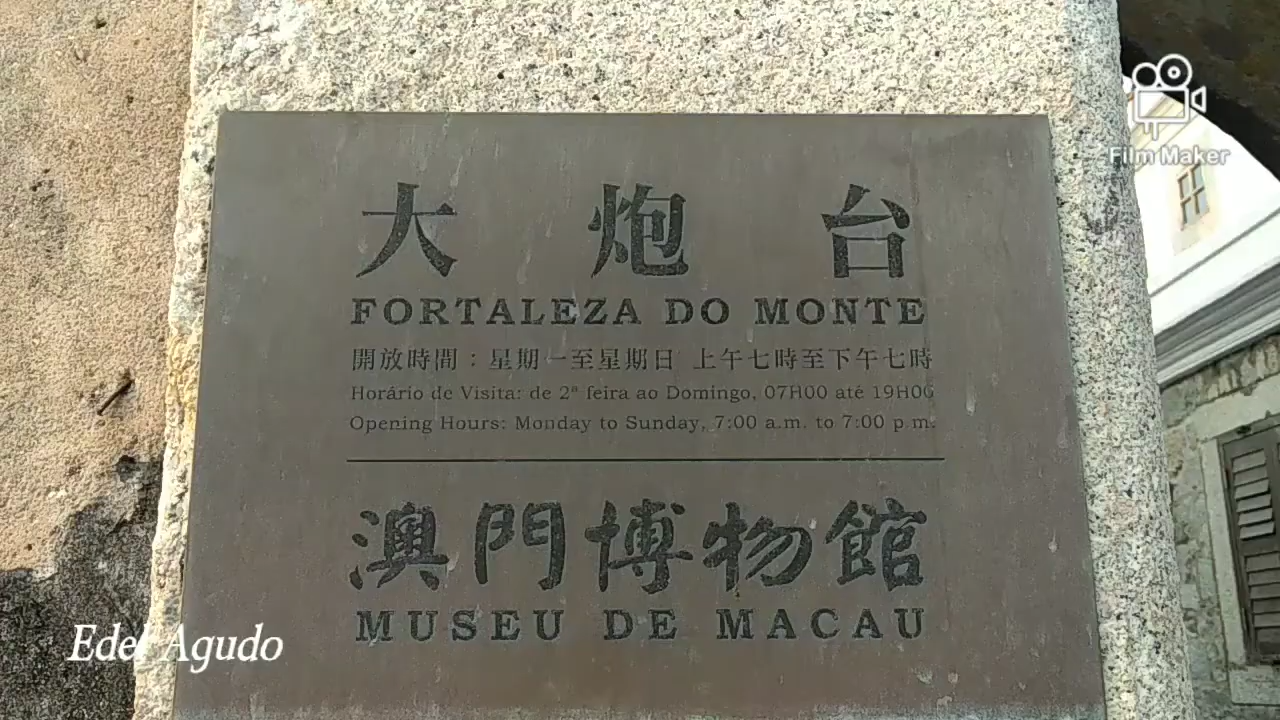 大炮台
FORTALEZA DO MONTE
開放時間：星期一至星期日 上午七時至下午七時
Horário de Visita: de 2ª feira ao Domingo, 07H00 até 19H00
Opening Hours: Monday to Sunday, 7:00 a.m. to 7:00 p.m.
澳門博物館
MUSEU DE MACAU
Film Maker
Edel Agudo